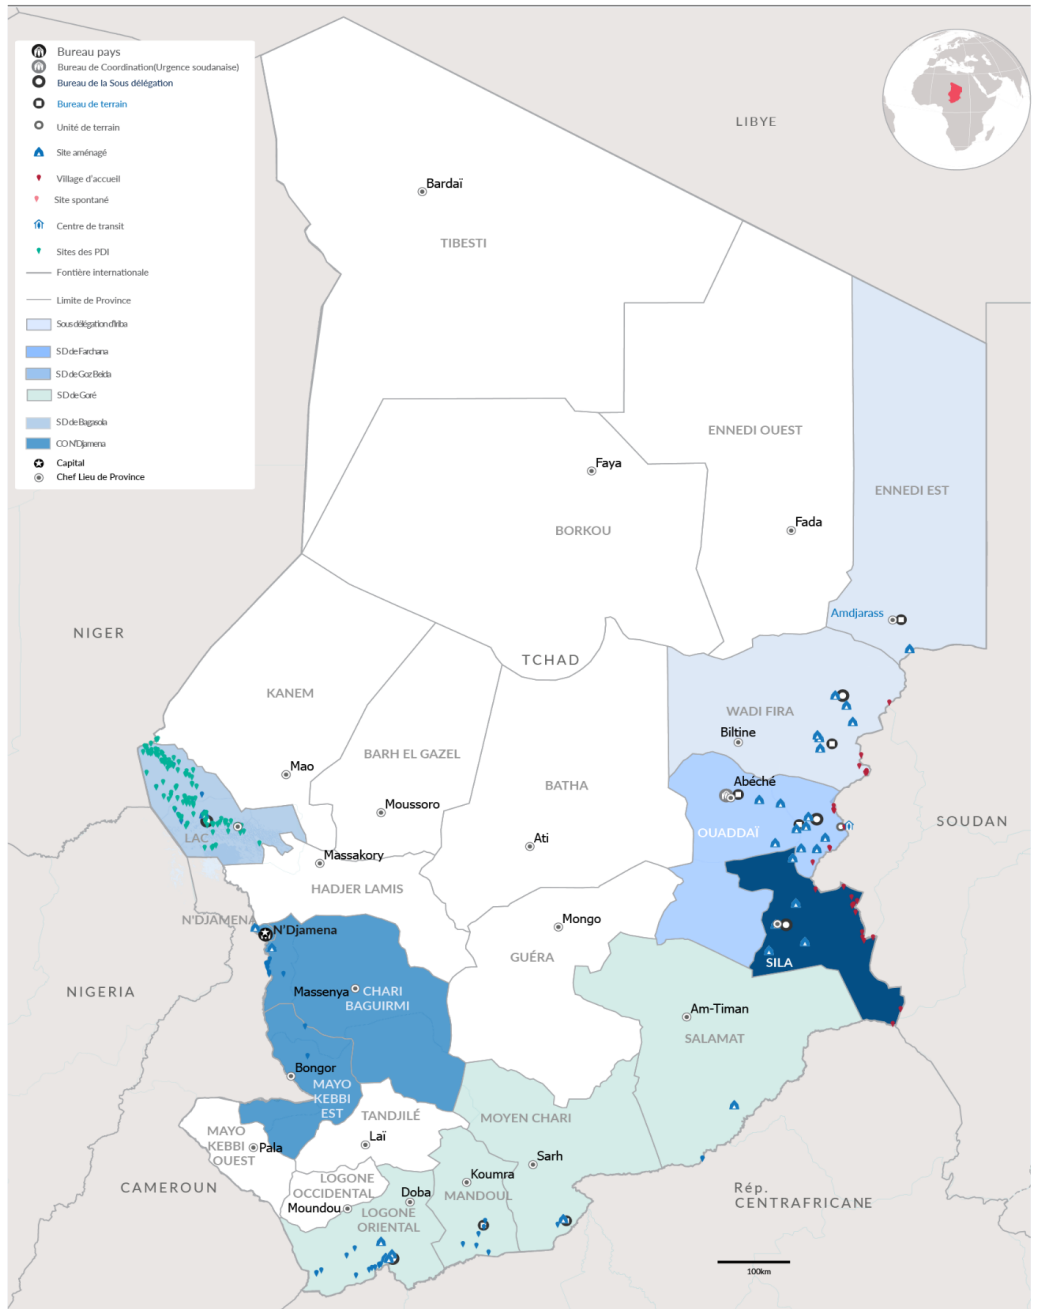 Bureau pays
Bureau de Coordination(Urgence soudanaise)
Bureau de la Sous délégation
Bureau de terrain
Unité de terrain
Site aménagé
Village d'accueil
Site spontané
Centre de transit
Sites des PDI
Fontière internationale
Limite de Province
Sous délégation d'Iriba
SD de Farchana
SD de Goz Beida
SD de Goré
SD de Bagasola
CO N'Djamena
Capital
Chef Lieu de Province
LIBYE
Bardaï
TIBESTI
ENNEDI OUEST
Faya
ENNEDI EST
Fada
BORKOU
Amdjarass
NIGER
TCHAD
KANEM
WADI FIRA
Biltine
BARH EL GAZEL
Mao
BATHA
Abéché
Moussoro
SOUDAN
OUADDAÏ
LAC
Ati
Massakory
HADJER LAMIS
N'DJAMENA
Mongo
N'Djamena
GUÉRA
SILA
NIGERIA
Massenya
CHARI
BAGUIRMI
Am-Timan
SALAMAT
Bongor
MAYO
KEBBI
EST
TANDJILÉ
MOYEN CHARI
MAYO
KEBBI
OUEST
Laï
Pala
Sarh
Koumra
LOGONE
OCCIDENTAL
CAMEROUN
Doba
MANDOUL
Rép.
CENTRAFRICANE
Moundou
LOGONE
ORIENTAL
100km